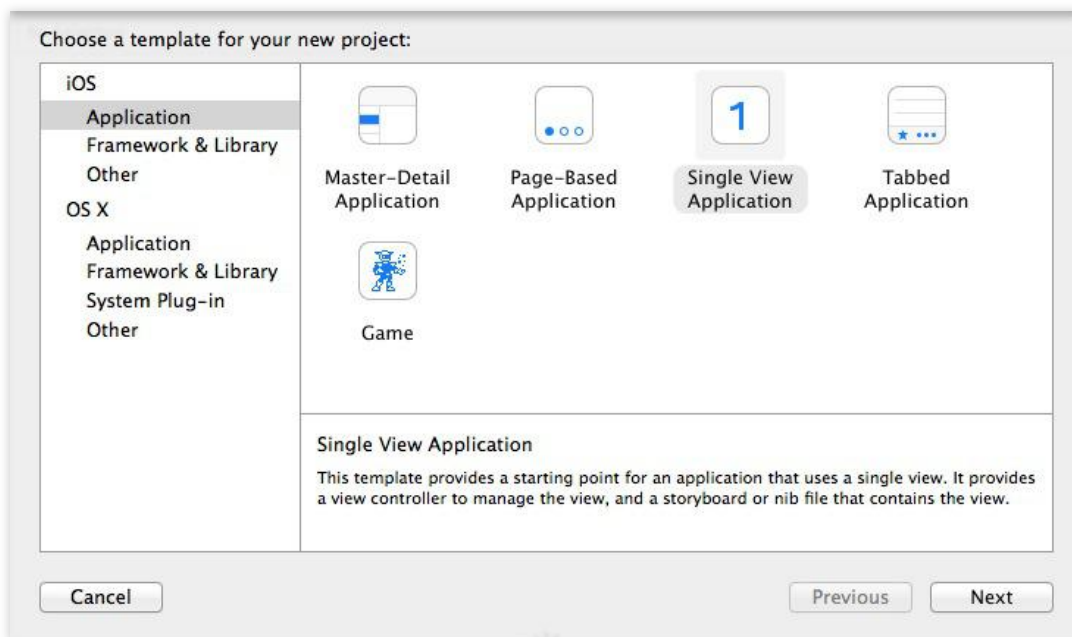 Choose a template for your new project:
iOS
Application
Framework & Library
Other
OS X
Application
Framework & Library
System Plug-in
Other
Master-Detail
Application
Page-Based
Application
1
Single View
Application
Tabbed
Application
Game
Single View Application
This template provides a starting point for an application that uses a single view. It provides
a view controller to manage the view, and a storyboard or nib file that contains the view.
Cancel
Previous
Next